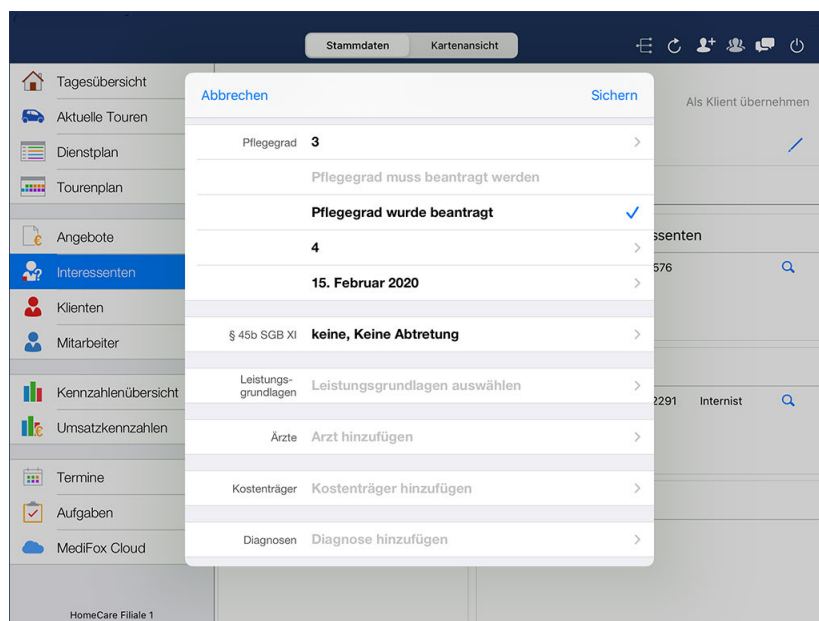 Stammdaten
Kartenansicht
Tagesübersicht
Aktuelle Touren
Dienstplan
Tourenplan
Angebote
Interessenten
Klienten
Mitarbeiter
Kennzahlenübersicht
Umsatzkennzahlen
Termine
Aufgaben
MediFox Cloud
HomeCare Filiale 1
Abbrechen
Sichern
Pflegegrad 3
Pflegegrad muss beantragt werden
Pflegegrad wurde beantragt
4
15. Februar 2020
§ 45b SGB XI keine, Keine Abtretung
Leistungs-
grundlagen
Leistungsgrundlagen auswählen
Ärzte Arzt hinzufügen
Kostenträger Kostenträger hinzufügen
Diagnosen Diagnose hinzufügen
Als Klient übernehmen
ssenten
576
2291 Internist